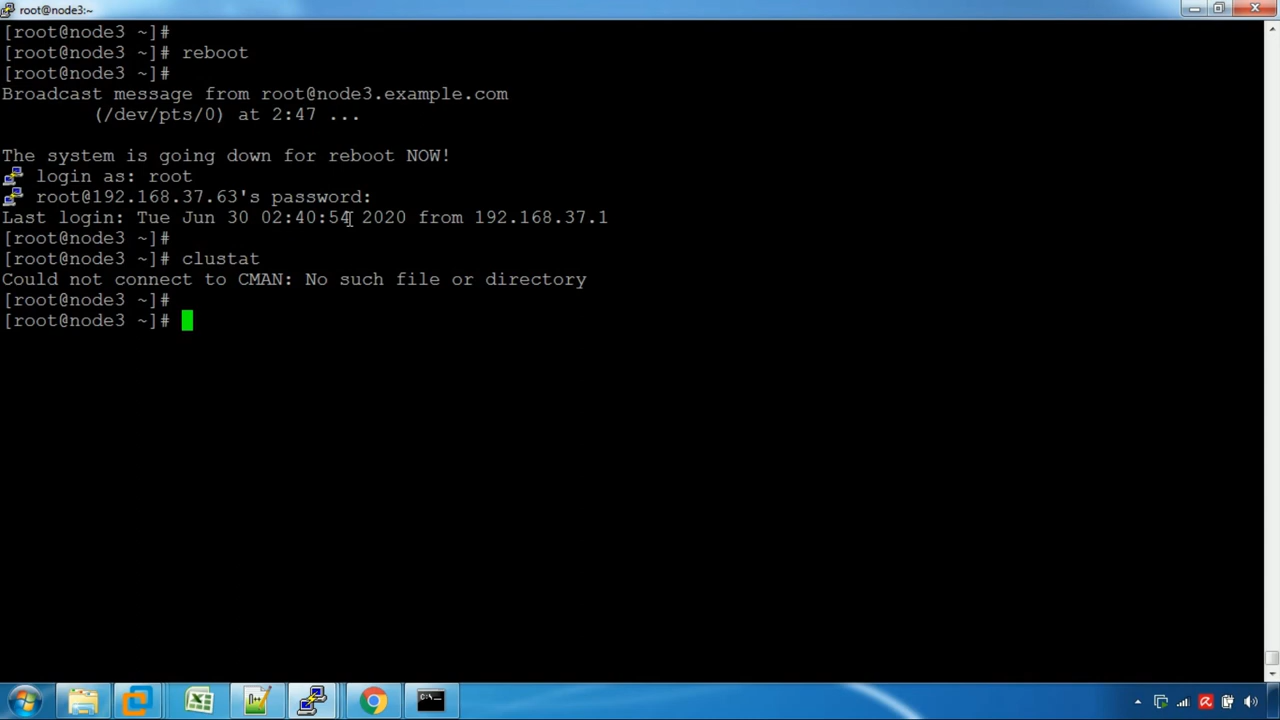 root@node3:~
[root@node3 ~]#
[root@node3 ~]# reboot
[root@node3 ~]#
Broadcast message from root@node3.example.com
(/dev/pts/0) at 2:47 ...
The system is going down for reboot NOW!
login as: root
root@192.168.37.63's password:
Last login: Tue Jun 30 02:40:54 2020 from 192.168.37.1
[root@node3 ~]#
[root@node3 ~]# clustat
Could not connect to CMAN: No such file or directory
[root@node3 ~]#
[root@node3 ~]#